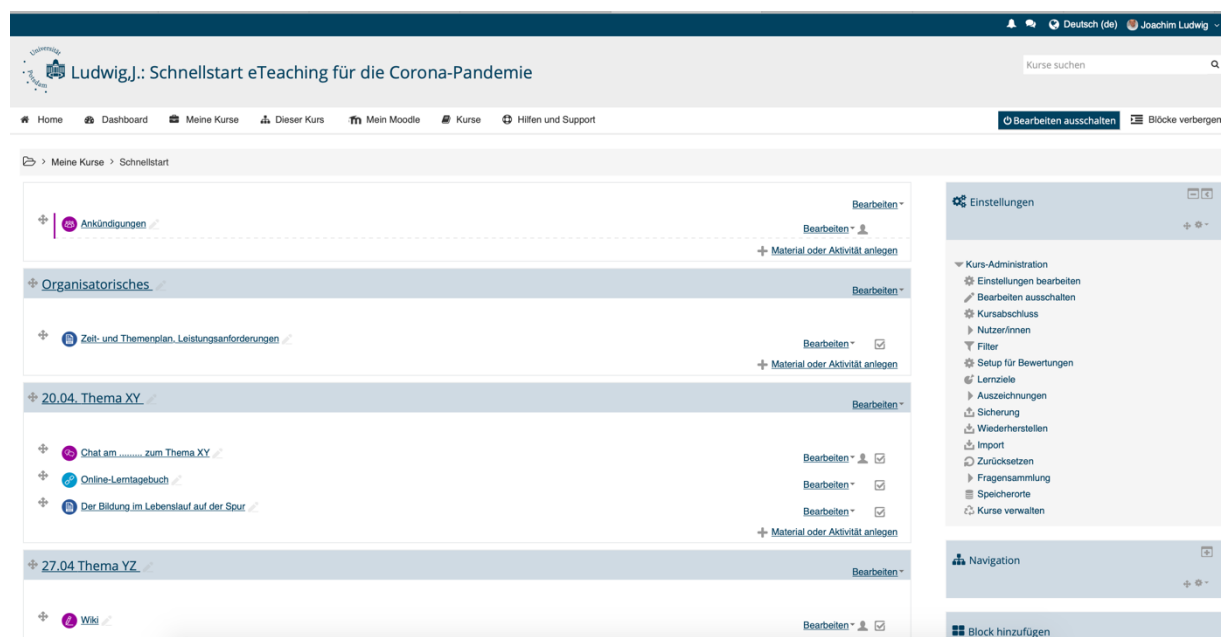 Deutsch (de) Joachim Ludwig
Universität
Potsdam
Ludwig,J.: Schnellstart eTeaching für die Corona-Pandemie
Kurse suchen
Home Dashboard Meine Kurse Dieser Kurs Mein Moodle Kurse Hilfen und Support Bearbeiten ausschalten Blöcke verbergen
> Meine Kurse > Schnellstart
Bearbeiten
Ankündigungen
Bearbeiten
Material oder Aktivität anlegen
Organisatorisches
Bearbeiten
Zeit- und Themenplan, Leistungsanforderungen
Bearbeiten
Material oder Aktivität anlegen
20.04. Thema XY
Bearbeiten
Chat am ......... zum Thema XY
Bearbeiten
Online-Lerntagebuch
Bearbeiten
Der Bildung im Lebenslauf auf der Spur
Bearbeiten
Material oder Aktivität anlegen
27.04 Thema YZ
Bearbeiten
Wiki
Bearbeiten
Einstellungen
Kurs-Administration
Einstellungen bearbeiten
Bearbeiten ausschalten
Kursabschluss
Nutzer/innen
Filter
Setup für Bewertungen
Lernziele
Auszeichnungen
Sicherung
Wiederherstellen
Import
Zurücksetzen
Fragensammlung
Speicherorte
Kurse verwalten
Navigation
Block hinzufügen